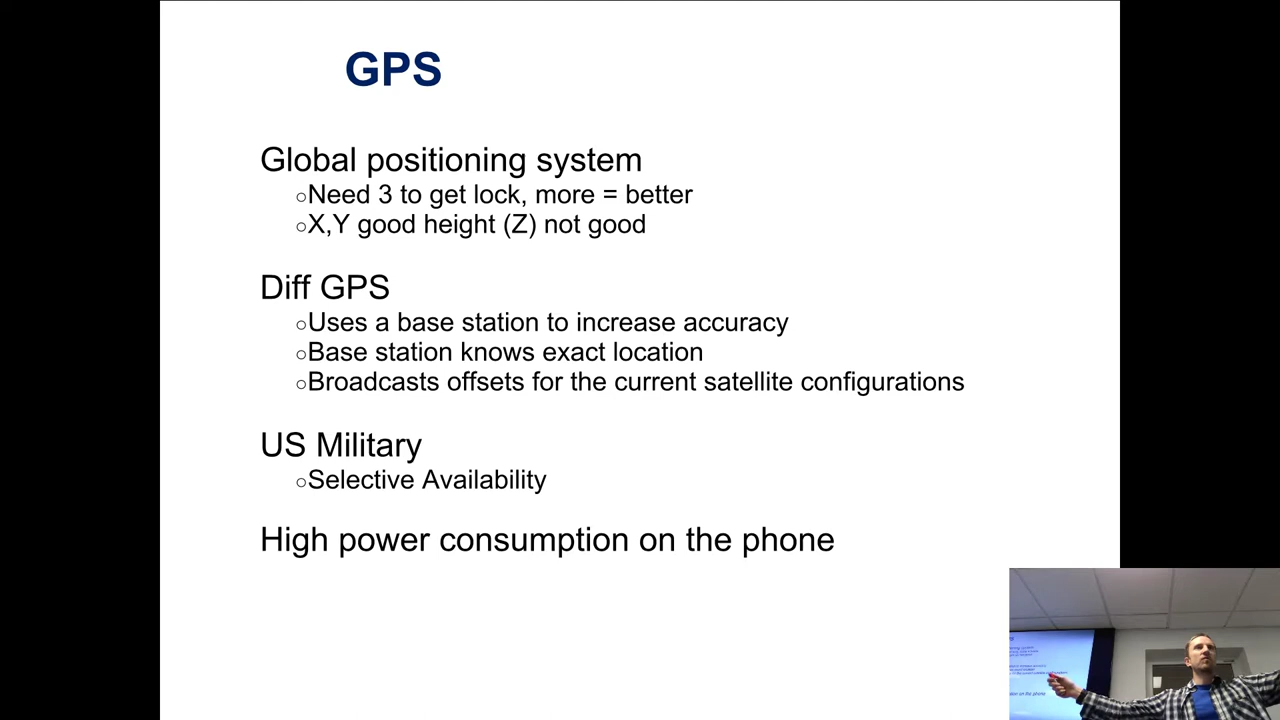 GPS
Global positioning system
○Need 3 to get lock, more = better
○X,Y good height (Z) not good
Diff GPS
○Uses a base station to increase accuracy
○Base station knows exact location
○Broadcasts offsets for the current satellite configurations
US Military
○Selective Availability
High power consumption on the phone